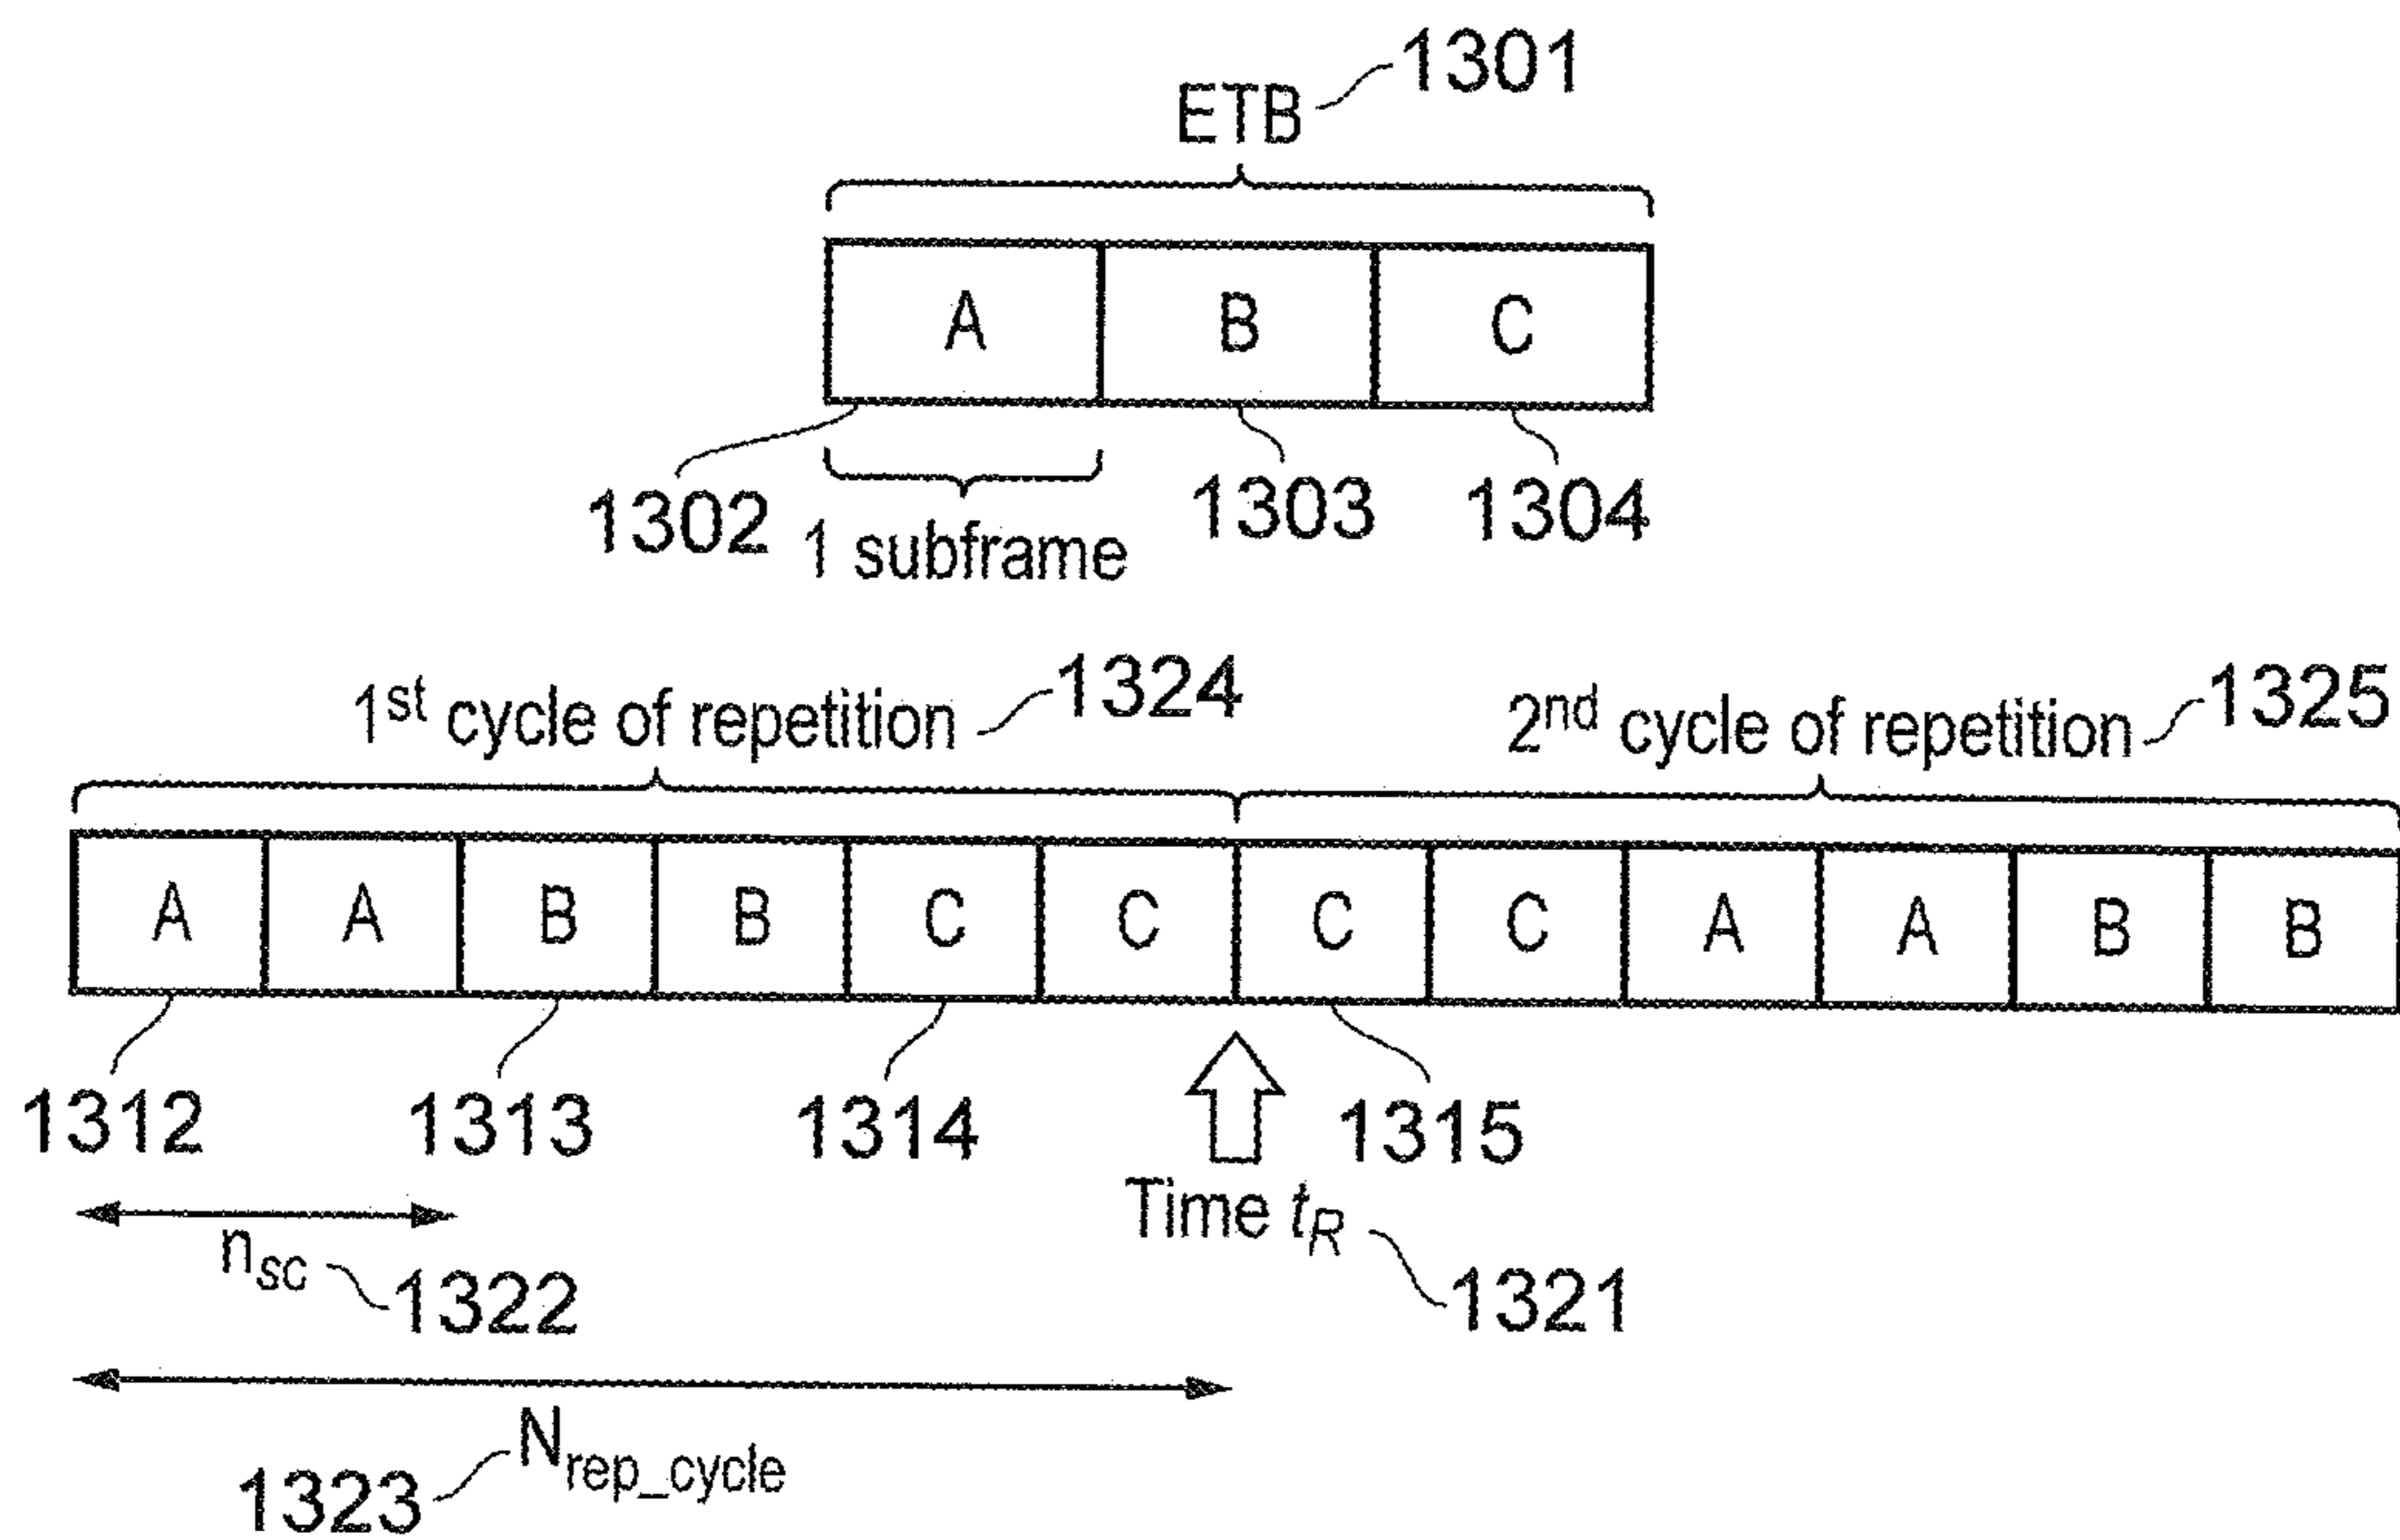 1301
ETB
A B C
1302 1303 1304
1 subframe
1st cycle of repetition 1324
2nd cycle of repetition 1325
A A B B C C C C A A B B
1312 1313 1314 1315
Time tR 1321
nsc 1322
Nrep_cycle 1323